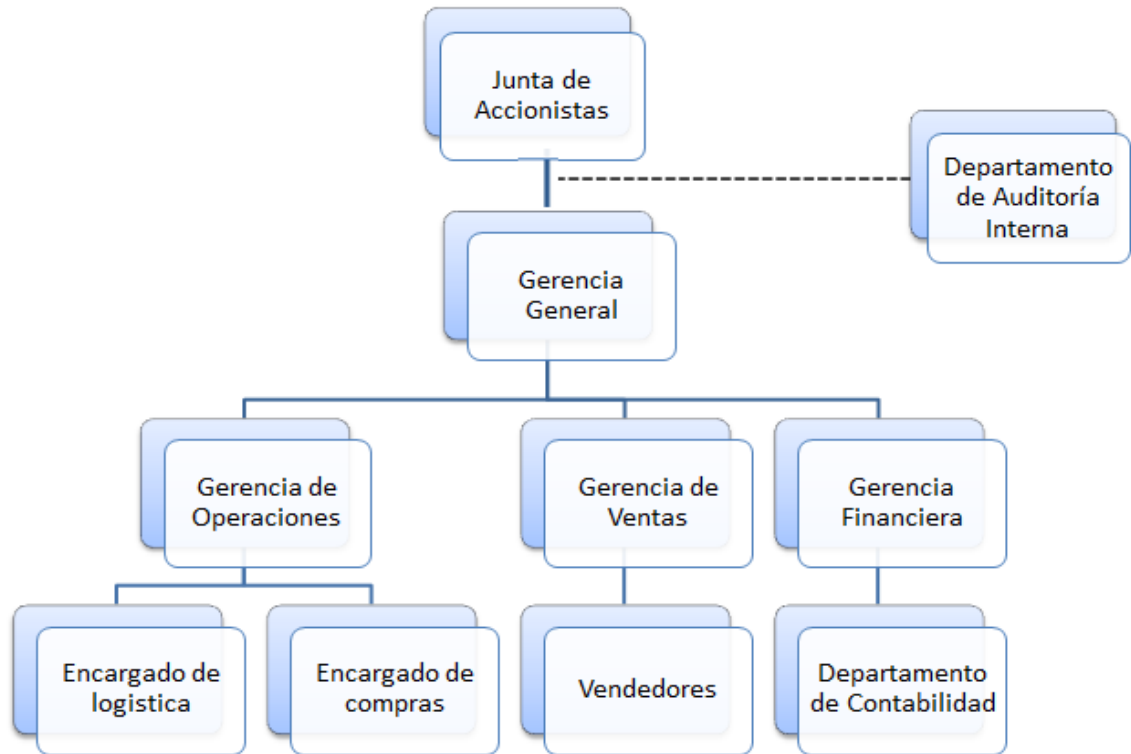 Junta de
Accionistas
Departamento
de Auditoría
Interna
Gerencia
General
Gerencia de
Operaciones
Gerencia de
Ventas
Gerencia
Financiera
Encargado de
logistica
Encargado de
compras
Vendedores
Departamento
de Contabilidad